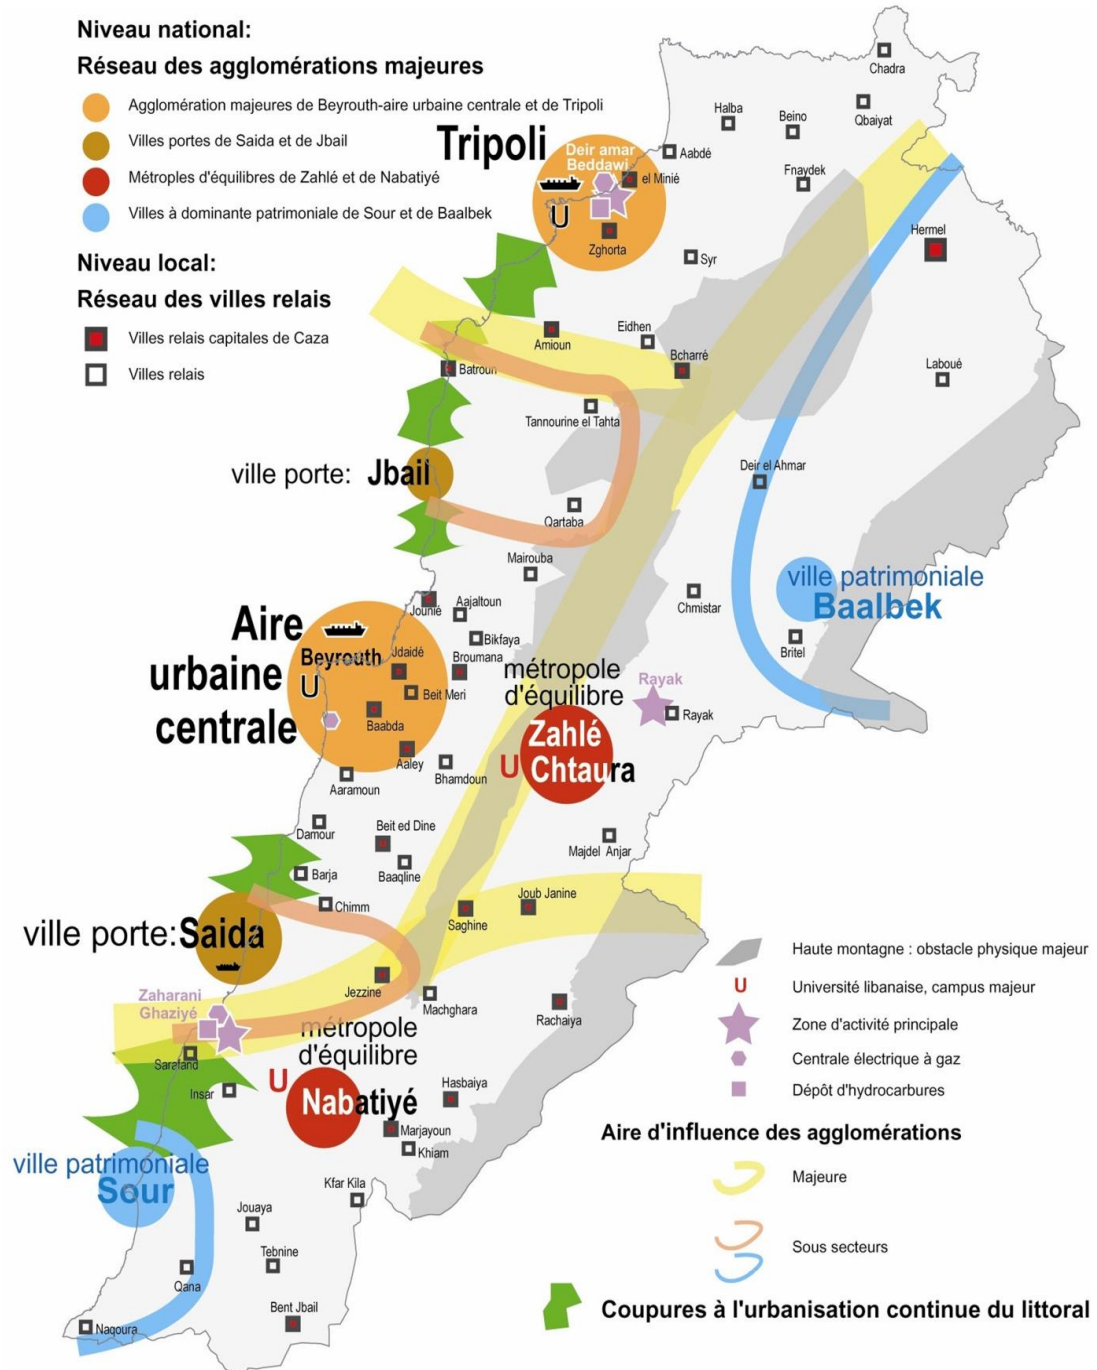 Niveau national:
Réseau des agglomérations majeures
Agglomération majeures de Beyrouth-aire urbaine centrale et de Tripoli
Villes portes de Saida et de Jbail
Métroples d'équilibres de Zahlé et de Nabatiyé
Villes à dominante patrimoniale de Sour et de Baalbek
Niveau local:
Réseau des villes relais
Villes relais capitales de Caza
Villes relais
Chadra
Qbaiyat
Halba
Beino
Tripoli
Deir amar
Beddawi
Aabdé
el Minié
Fnaydek
U
Zghorta
Hermel
Syr
Amioun
Eidhen
Bcharré
Batroun
Laboué
Tannourine el Tahta
ville porte: Jbail
Deir el Ahmar
Qartaba
Mairouba
ville patrimoniale
Baalbek
Chmistar
Jounié
Aajaltoun
Bikfaya
Britel
Aire
urbaine
centrale
Beyrouth
U
Jdaidé
Broumana
Beit Meri
Baabda
Aaley
Bhamdoun
Aaramoun
métropole
d'équilibre
Rayak
Rayak
Zahlé
U Chtaura
Damour
Beit ed Dine
Baaqline
Majdel Anjar
Barja
Chimm
Joub Janine
Saghine
ville porte: Saida
Jezzine
Machghara
Rachaiya
Zaharani
Ghaziyé
métropole
d'équilibre
Sarafand
Insar
U
Nabatiyé
Hasbaiya
Marjayoun
Khiam
ville patrimoniale
Sour
Kfar Kila
Jouaya
Tebnine
Qana
Bent Jbail
Naqoura
Haute montagne : obstacle physique majeur
U Université libanaise, campus majeur
Zone d'activité principale
Centrale électrique à gaz
Dépôt d'hydrocarbures
Aire d'influence des agglomérations
Majeure
Sous secteurs
Coupures à l'urbanisation continue du littoral